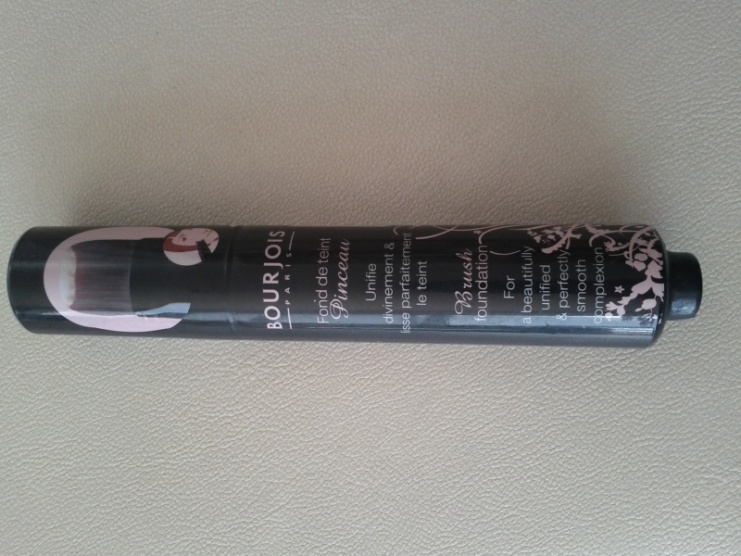 BOURJOIS
PARIS
Fond de teint
Pinceau
Unifie
divinement &
lisse parfaitement
le teint
Brush
foundation
For
a beautifully
unified
& perfectly
smooth
complexion